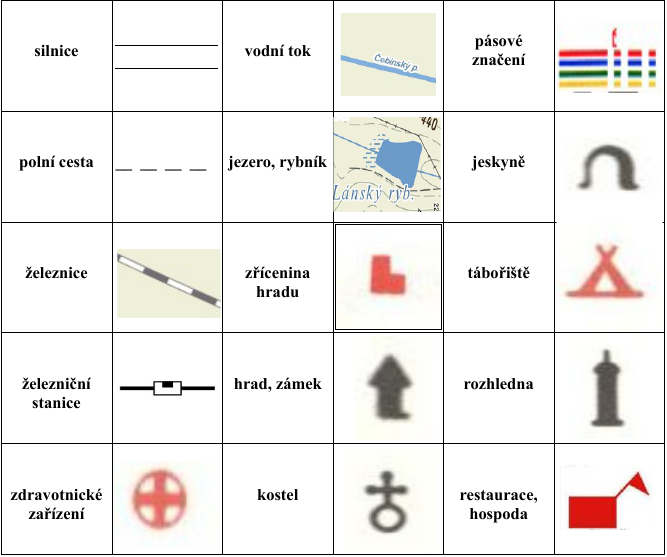 silnice
vodní tok
Čebínský p.
pásové
značení
polní cesta
jezero, rybník
440
Lánský ryb.
jeskyně
železnice
zřícenina
hradu
tábořiště
železniční
stanice
hrad, zámek
rozhledna
zdravotnické
zařízení
kostel
restaurace,
hospoda